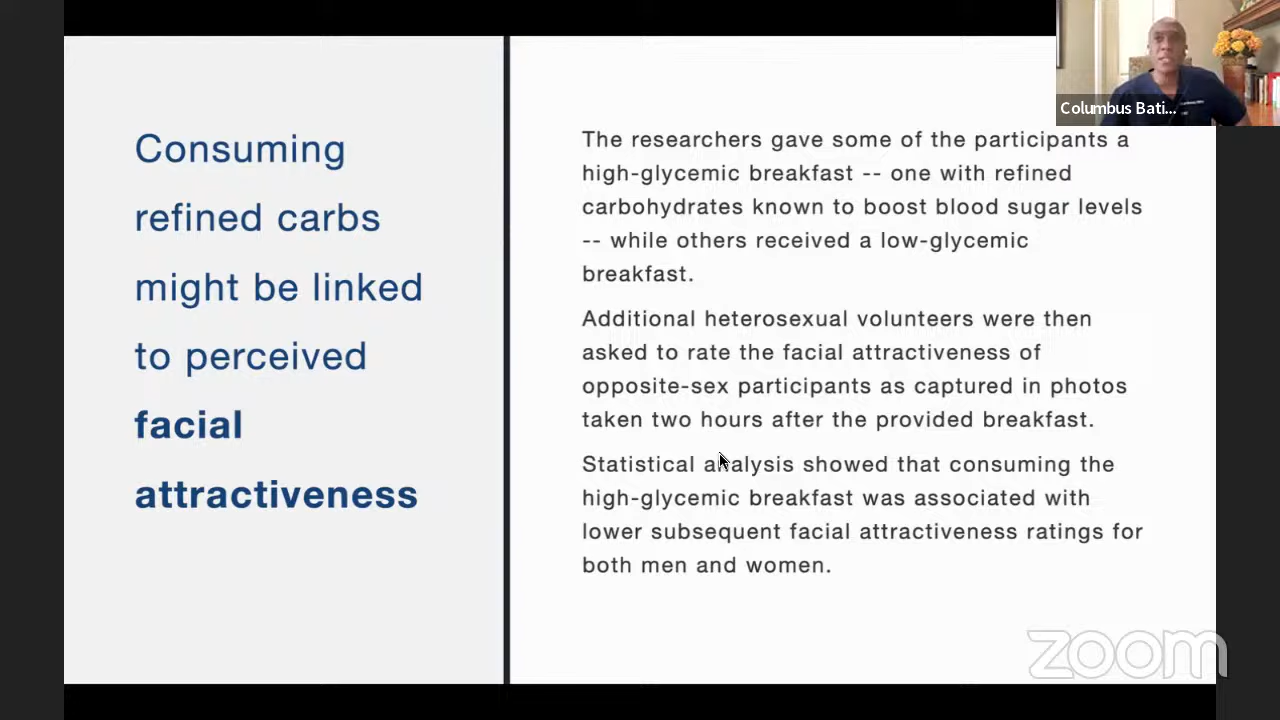 Consuming
refined carbs
might be linked
to perceived
facial
attractiveness
The researchers gave some of the participants a
high-glycemic breakfast -- one with refined
carbohydrates known to boost blood sugar levels
-- while others received a low-glycemic
breakfast.
Additional heterosexual volunteers were then
asked to rate the facial attractiveness of
opposite-sex participants as captured in photos
taken two hours after the provided breakfast.
Statistical analysis showed that consuming the
high-glycemic breakfast was associated with
lower subsequent facial attractiveness ratings for
both men and women.
Columbus Bati...
zoom